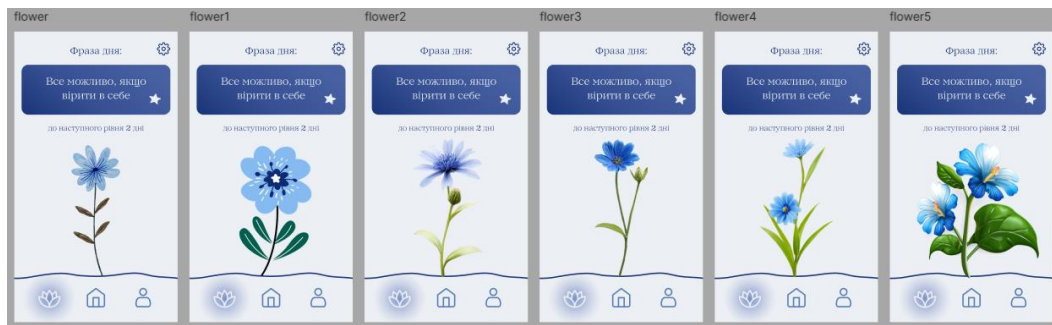 flower
Фраза дня:
Все можливо, якщо
вірити в себе
до наступного рівня 2 дні
flower1
Фраза дня:
Все можливо, якщо
вірити в себе
до наступного рівня 2 дні
flower2
Фраза дня:
Все можливо, якщо
вірити в себе
до наступного рівня 2 дні
flower3
Фраза дня:
Все можливо, якщо
вірити в себе
до наступного рівня 2 дні
flower4
Фраза дня:
Все можливо, якщо
вірити в себе
до наступного рівня 2 дні
flower5
Фраза дня:
Все можливо, якщо
вірити в себе
до наступного рівня 2 дні